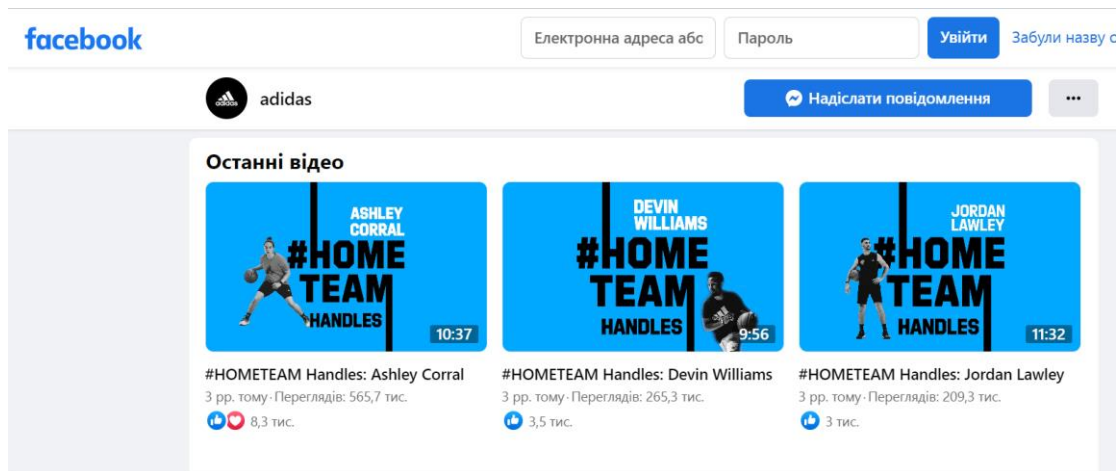 facebook
Електронна адреса або
Пароль
Увійти
Забули назву о
adidas
adidas
Надіслати повідомлення
Останні відео
ASHLEY
CORRAL
#HOME
TEAM
HANDLES
10:37
DEVIN
WILLIAMS
#HOME
TEAM
HANDLES
9:56
JORDAN
LAWLEY
#HOME
TEAM
HANDLES
11:32
#HOMETEAM Handles: Ashley Corral
3 рр. тому · Переглядів: 565,7 тис.
8,3 тис.
#HOMETEAM Handles: Devin Williams
3 рр. тому · Переглядів: 265,3 тис.
3,5 тис.
#HOMETEAM Handles: Jordan Lawley
3 рр. тому · Переглядів: 209,3 тис.
3 тис.